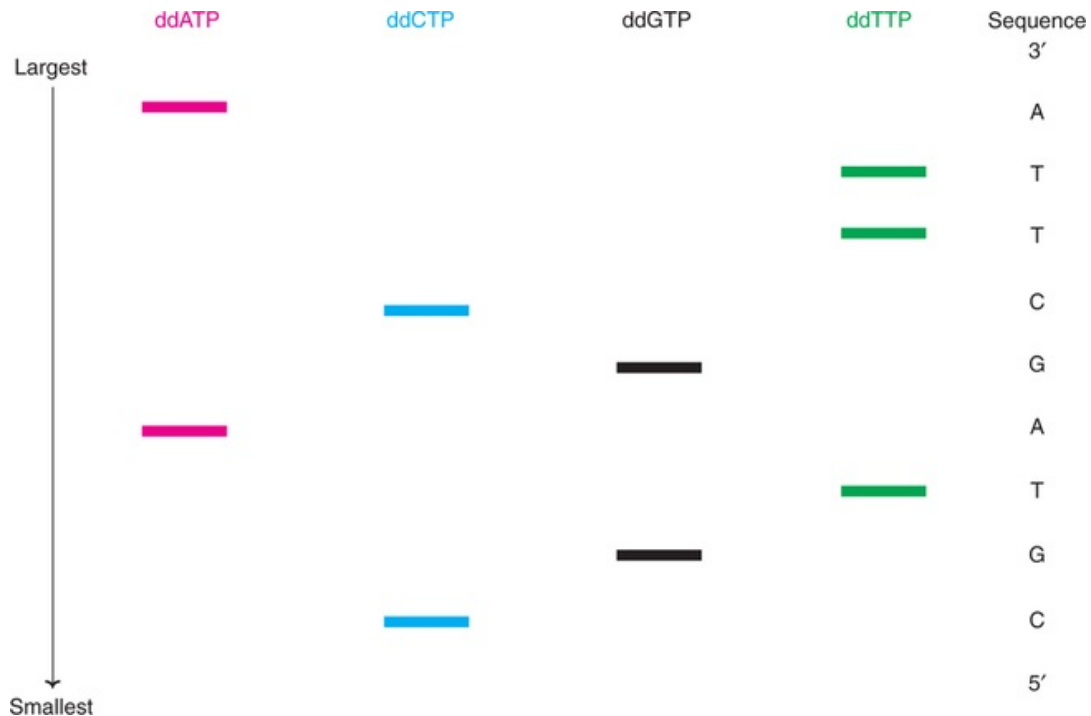 ddATP ddCTP ddGTP ddTTP Sequence
3′
Largest
A
T
T
C
G
A
T
G
C
5′
Smallest